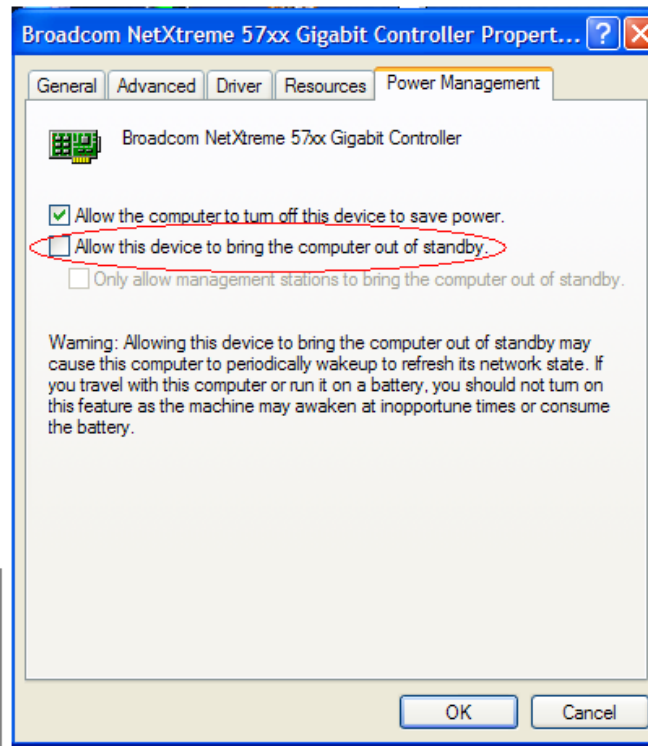 Broadcom NetXtreme 57xx Gigabit Controller Propert...
General Advanced Driver Resources Power Management
Broadcom NetXtreme 57xx Gigabit Controller
Allow the computer to turn off this device to save power.
Allow this device to bring the computer out of standby.
Only allow management stations to bring the computer out of standby.
Warning: Allowing this device to bring the computer out of standby may
cause this computer to periodically wakeup to refresh its network state. If
you travel with this computer or run it on a battery, you should not turn on
this feature as the machine may awaken at inopportune times or consume
the battery.
OK Cancel